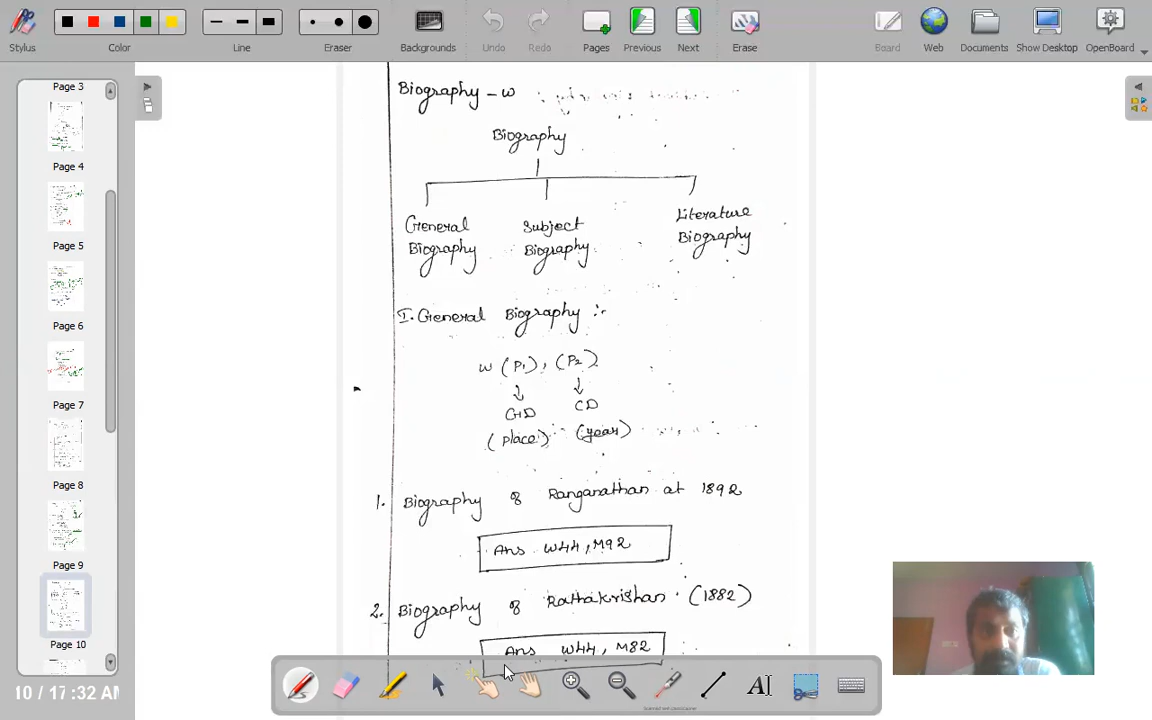 Stylus
Color
Line
Eraser
Backgrounds
Undo
Redo
Pages
Previous
Next
Erase
Board
Web
Documents
Show Desktop
OpenBoard
Page 3
Page 4
Page 5
Page 6
Page 7
Page 8
Page 9
Page 10
10 / 17:32 AM
Biography - w
Biography
General Biography
Subject Biography
Literature Biography
I. General Biography :-
w (P1), (P2)
GD CD
(place) (year)
1. Biography of Ranganathan at 1892
Ans W44, M92
2. Biography of Rathakrishan (1882)
Ans W44, M82